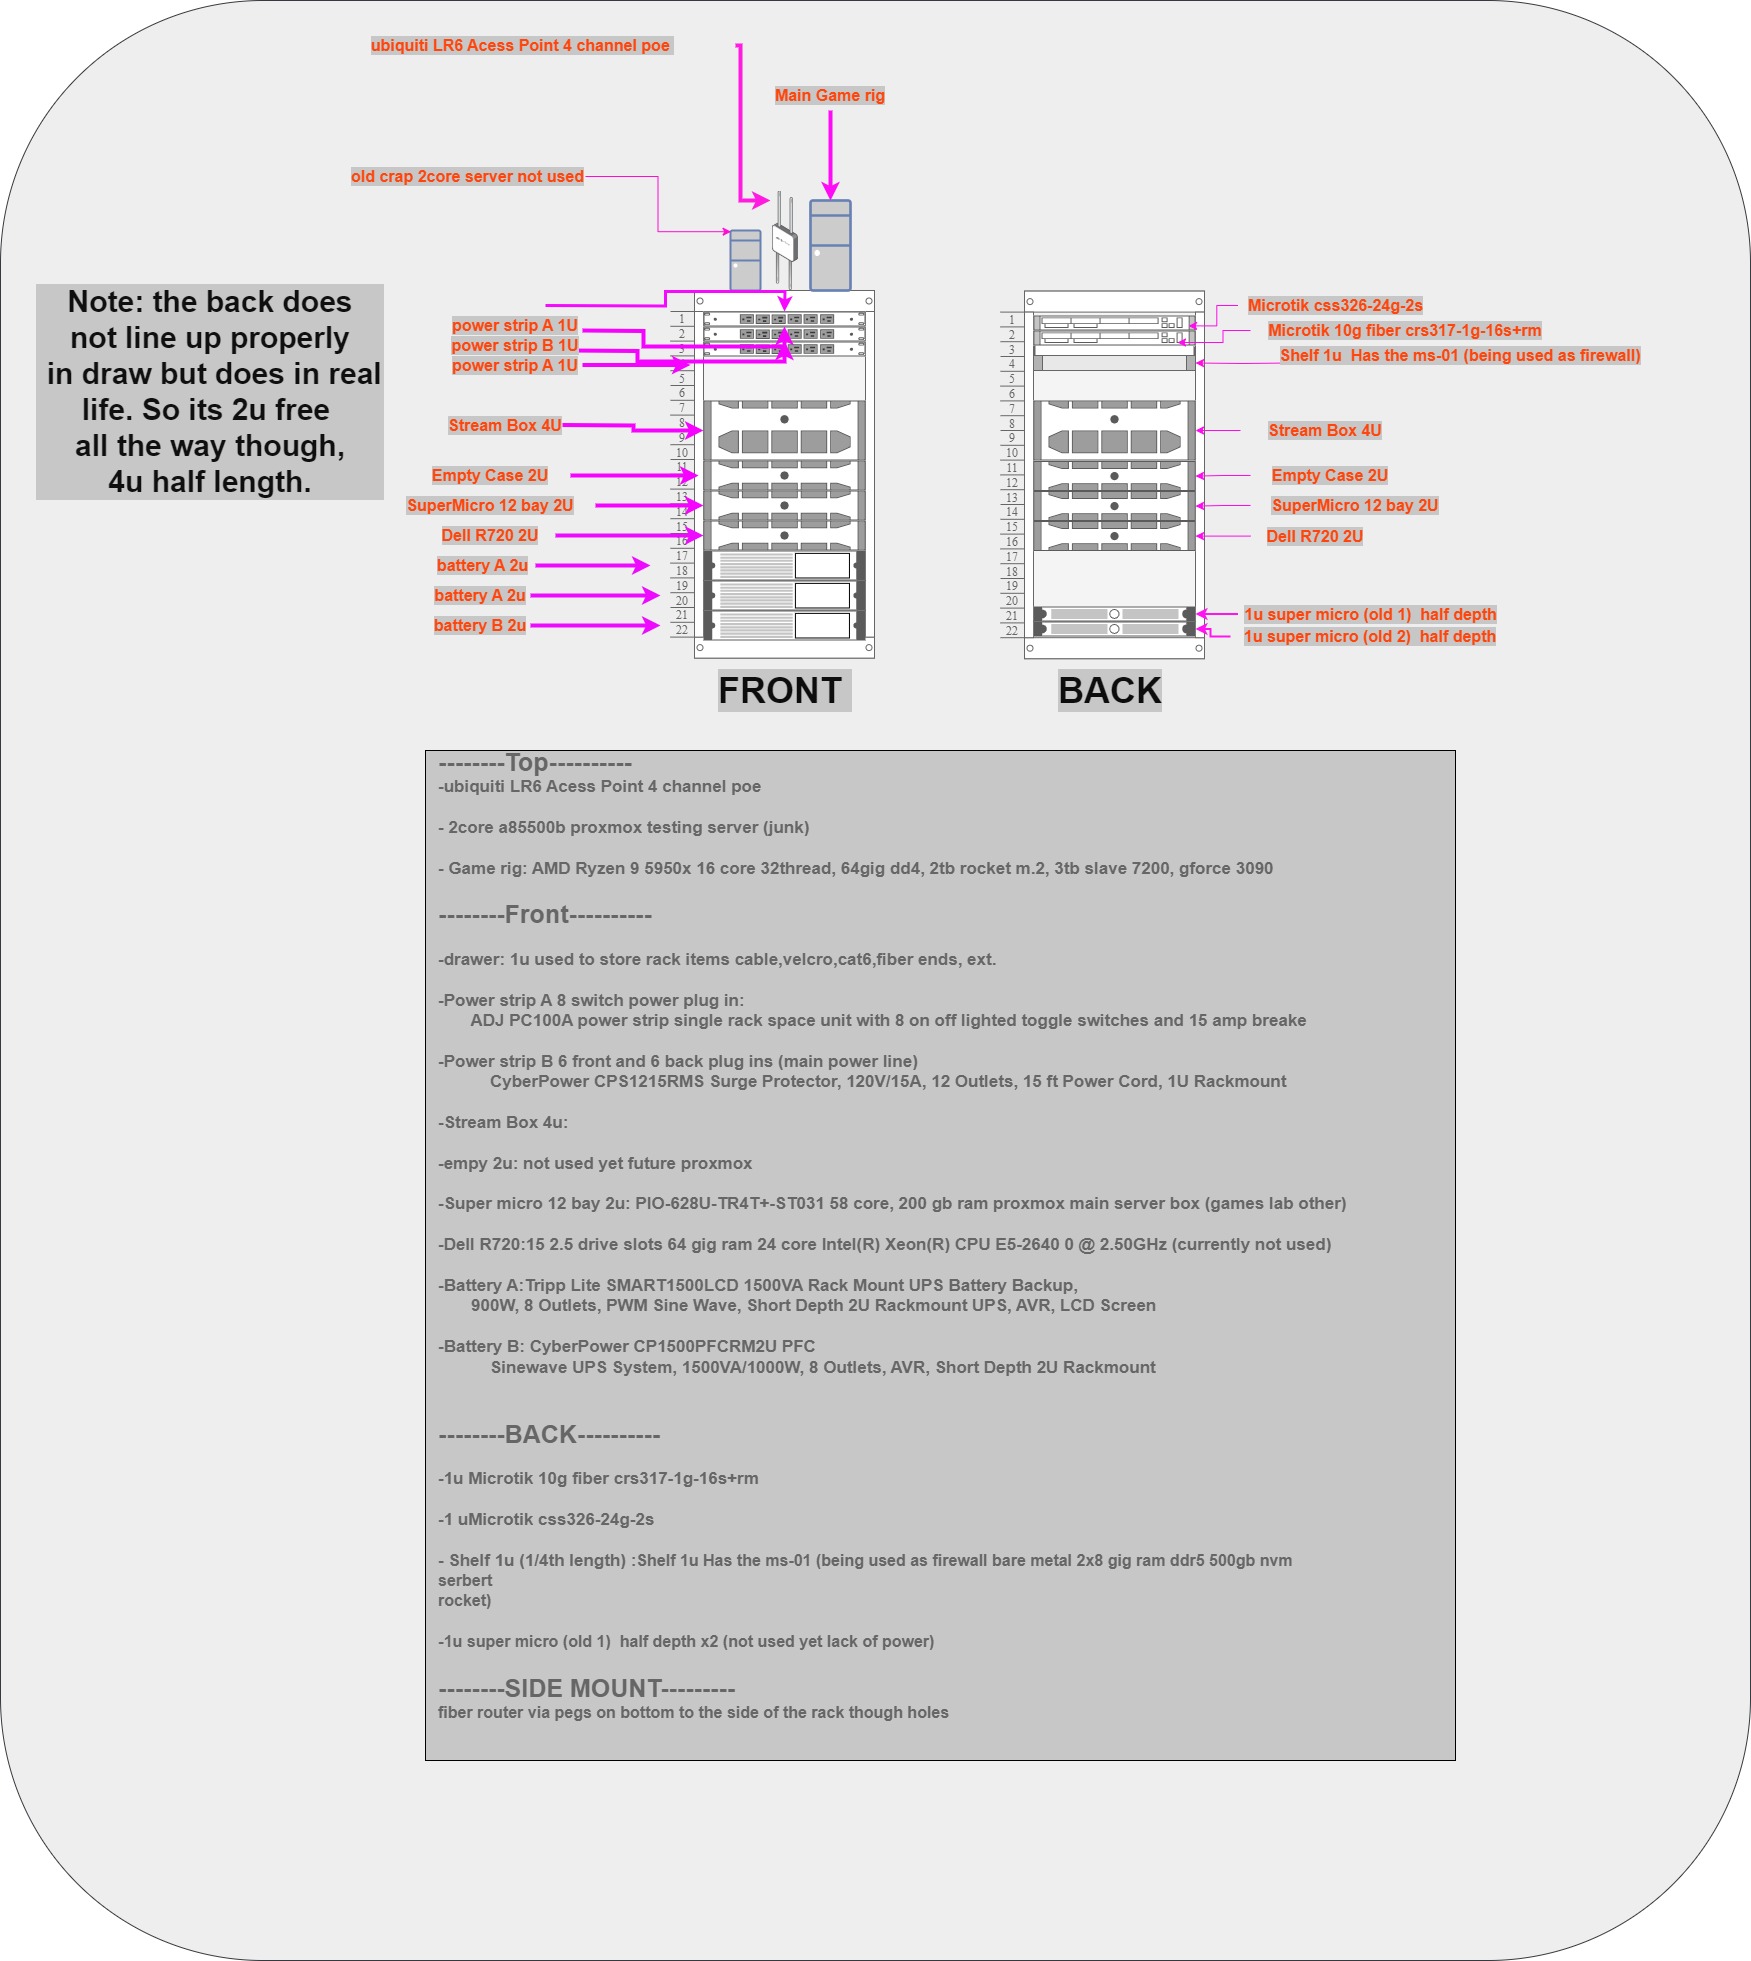 ubiquiti LR6 Acess Point 4 channel poe
Main Game rig
old crap 2core server not used
Note: the back does
not line up properly
in draw but does in real
life. So its 2u free
all the way though,
4u half length.
power strip A 1U
power strip B 1U
power strip A 1U
Stream Box 4U
Empty Case 2U
SuperMicro 12 bay 2U
Dell R720 2U
battery A 2u
battery A 2u
battery B 2u
1
2
3
5
6
7
8
9
10
11
12
13
14
15
16
17
18
19
20
21
22
FRONT
1
2
3
4
5
6
7
8
9
10
11
12
13
14
15
16
17
18
19
20
21
22
BACK
Microtik css326-24g-2s
Microtik 10g fiber crs317-1g-16s+rm
Shelf 1u  Has the ms-01 (being used as firewall)
Stream Box 4U
Empty Case 2U
SuperMicro 12 bay 2U
Dell R720 2U
1u super micro (old 1)  half depth
1u super micro (old 2)  half depth
--------Top----------
-ubiquiti LR6 Acess Point 4 channel poe
- 2core a85500b proxmox testing server (junk)
- Game rig: AMD Ryzen 9 5950x 16 core 32thread, 64gig dd4, 2tb rocket m.2, 3tb slave 7200, gforce 3090
--------Front----------
-drawer: 1u used to store rack items cable,velcro,cat6,fiber ends, ext.
-Power strip A 8 switch power plug in:
ADJ PC100A power strip single rack space unit with 8 on off lighted toggle switches and 15 amp breake
-Power strip B 6 front and 6 back plug ins (main power line)
CyberPower CPS1215RMS Surge Protector, 120V/15A, 12 Outlets, 15 ft Power Cord, 1U Rackmount
-Stream Box 4u:
-empy 2u: not used yet future proxmox
-Super micro 12 bay 2u: PIO-628U-TR4T+-ST031 58 core, 200 gb ram proxmox main server box (games lab other)
-Dell R720:15 2.5 drive slots 64 gig ram 24 core Intel(R) Xeon(R) CPU E5-2640 0 @ 2.50GHz (currently not used)
-Battery A:Tripp Lite SMART1500LCD 1500VA Rack Mount UPS Battery Backup,
900W, 8 Outlets, PWM Sine Wave, Short Depth 2U Rackmount UPS, AVR, LCD Screen
-Battery B: CyberPower CP1500PFCRM2U PFC
Sinewave UPS System, 1500VA/1000W, 8 Outlets, AVR, Short Depth 2U Rackmount
--------BACK----------
-1u Microtik 10g fiber crs317-1g-16s+rm
-1 uMicrotik css326-24g-2s
- Shelf 1u (1/4th length) :Shelf 1u Has the ms-01 (being used as firewall bare metal 2x8 gig ram ddr5 500gb nvm
serbert
rocket)
-1u super micro (old 1)  half depth x2 (not used yet lack of power)
--------SIDE MOUNT---------
fiber router via pegs on bottom to the side of the rack though holes